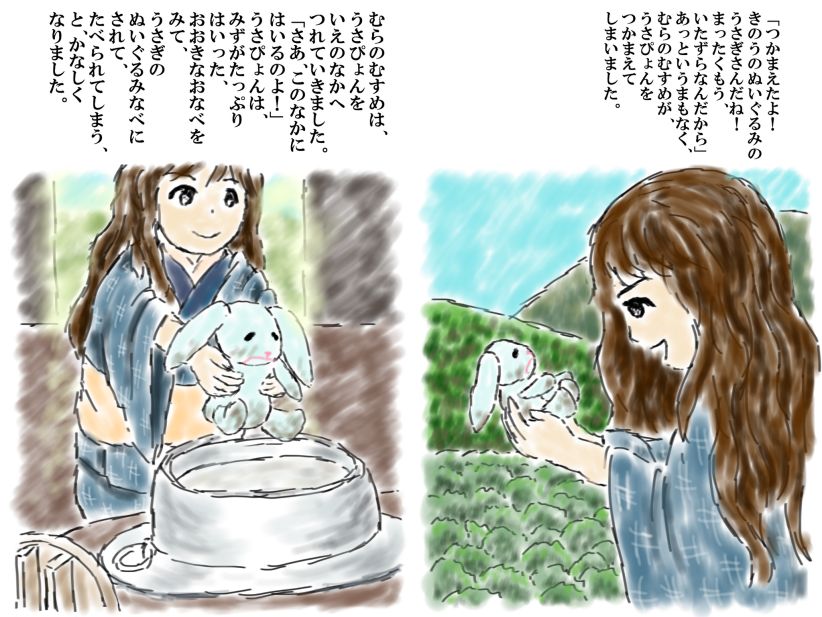 「つかまえたよ!
きのうのぬいぐるみの
うさぎさんだね!
まったくもう、
いたずらなんだから」
あっというまもなく、
むらのむすめが、
うさぴょんを
つかまえて
しまいました。
むらのむすめは、
うさぴょんを
いえのなかへ
つれていきました。
「さあ、このなかに
はいるのよ!」
うさぴょんは、
みずがたっぷり
はいった、
おおきなおなべを
みて、
うさぎの
ぬいぐるみなべに
されて、
たべられてしまう、
と、かなしく
なりました。